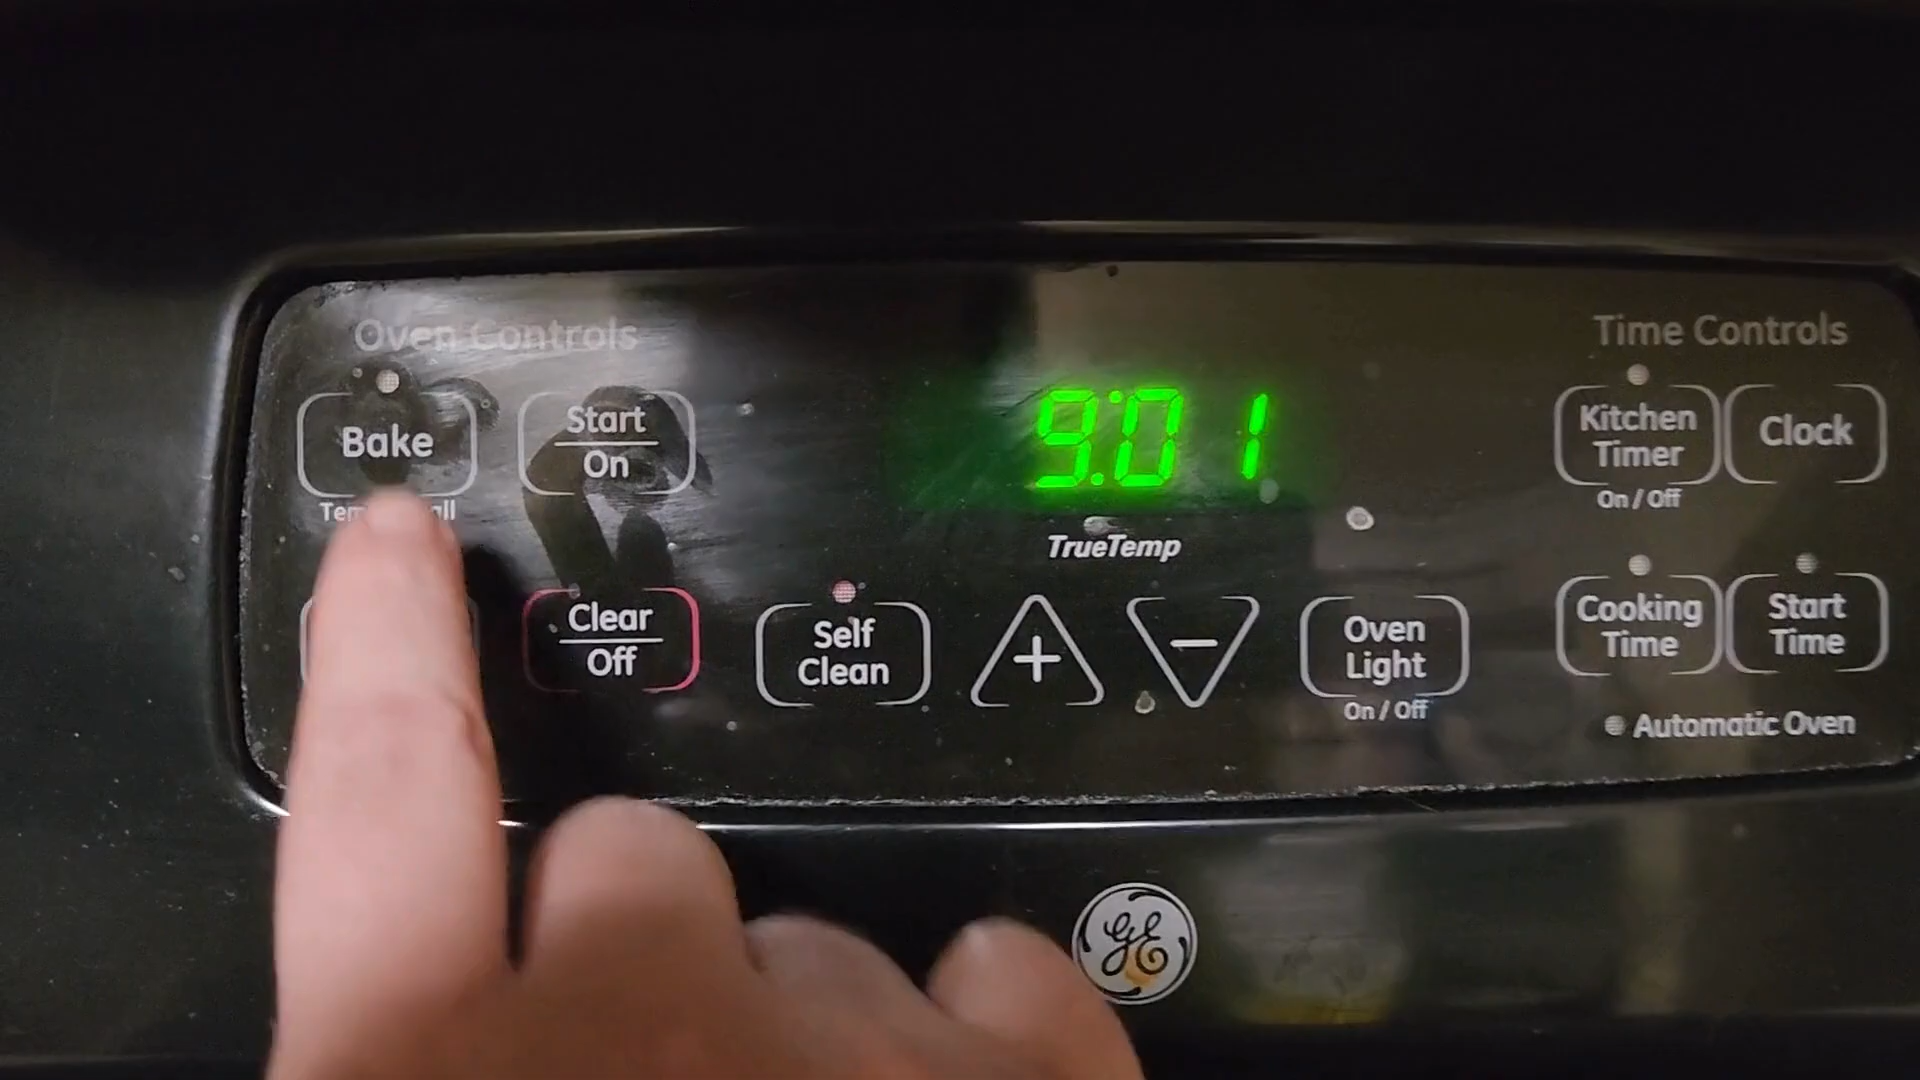 Oven Controls
Time Controls
Bake
Start
On
9:01
Kitchen
Timer
On / Off
Clock
TrueTemp
Clear
Off
Self
Clean
+
−
Oven
Light
On / Off
Cooking
Time
Start
Time
Automatic Oven
GE